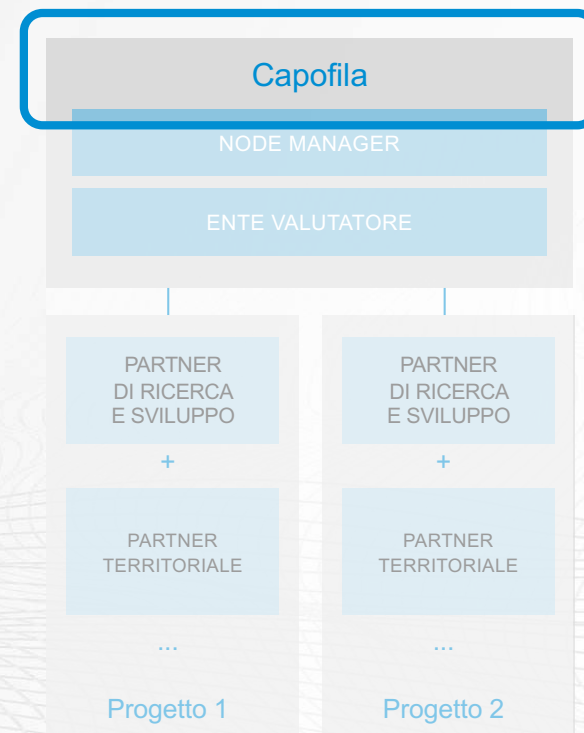 Capofila
NODE MANAGER
ENTE VALUTATORE
PARTNER
DI RICERCA
E SVILUPPO
+
PARTNER
TERRITORIALE
...
Progetto 1
PARTNER
DI RICERCA
E SVILUPPO
+
PARTNER
TERRITORIALE
...
Progetto 2